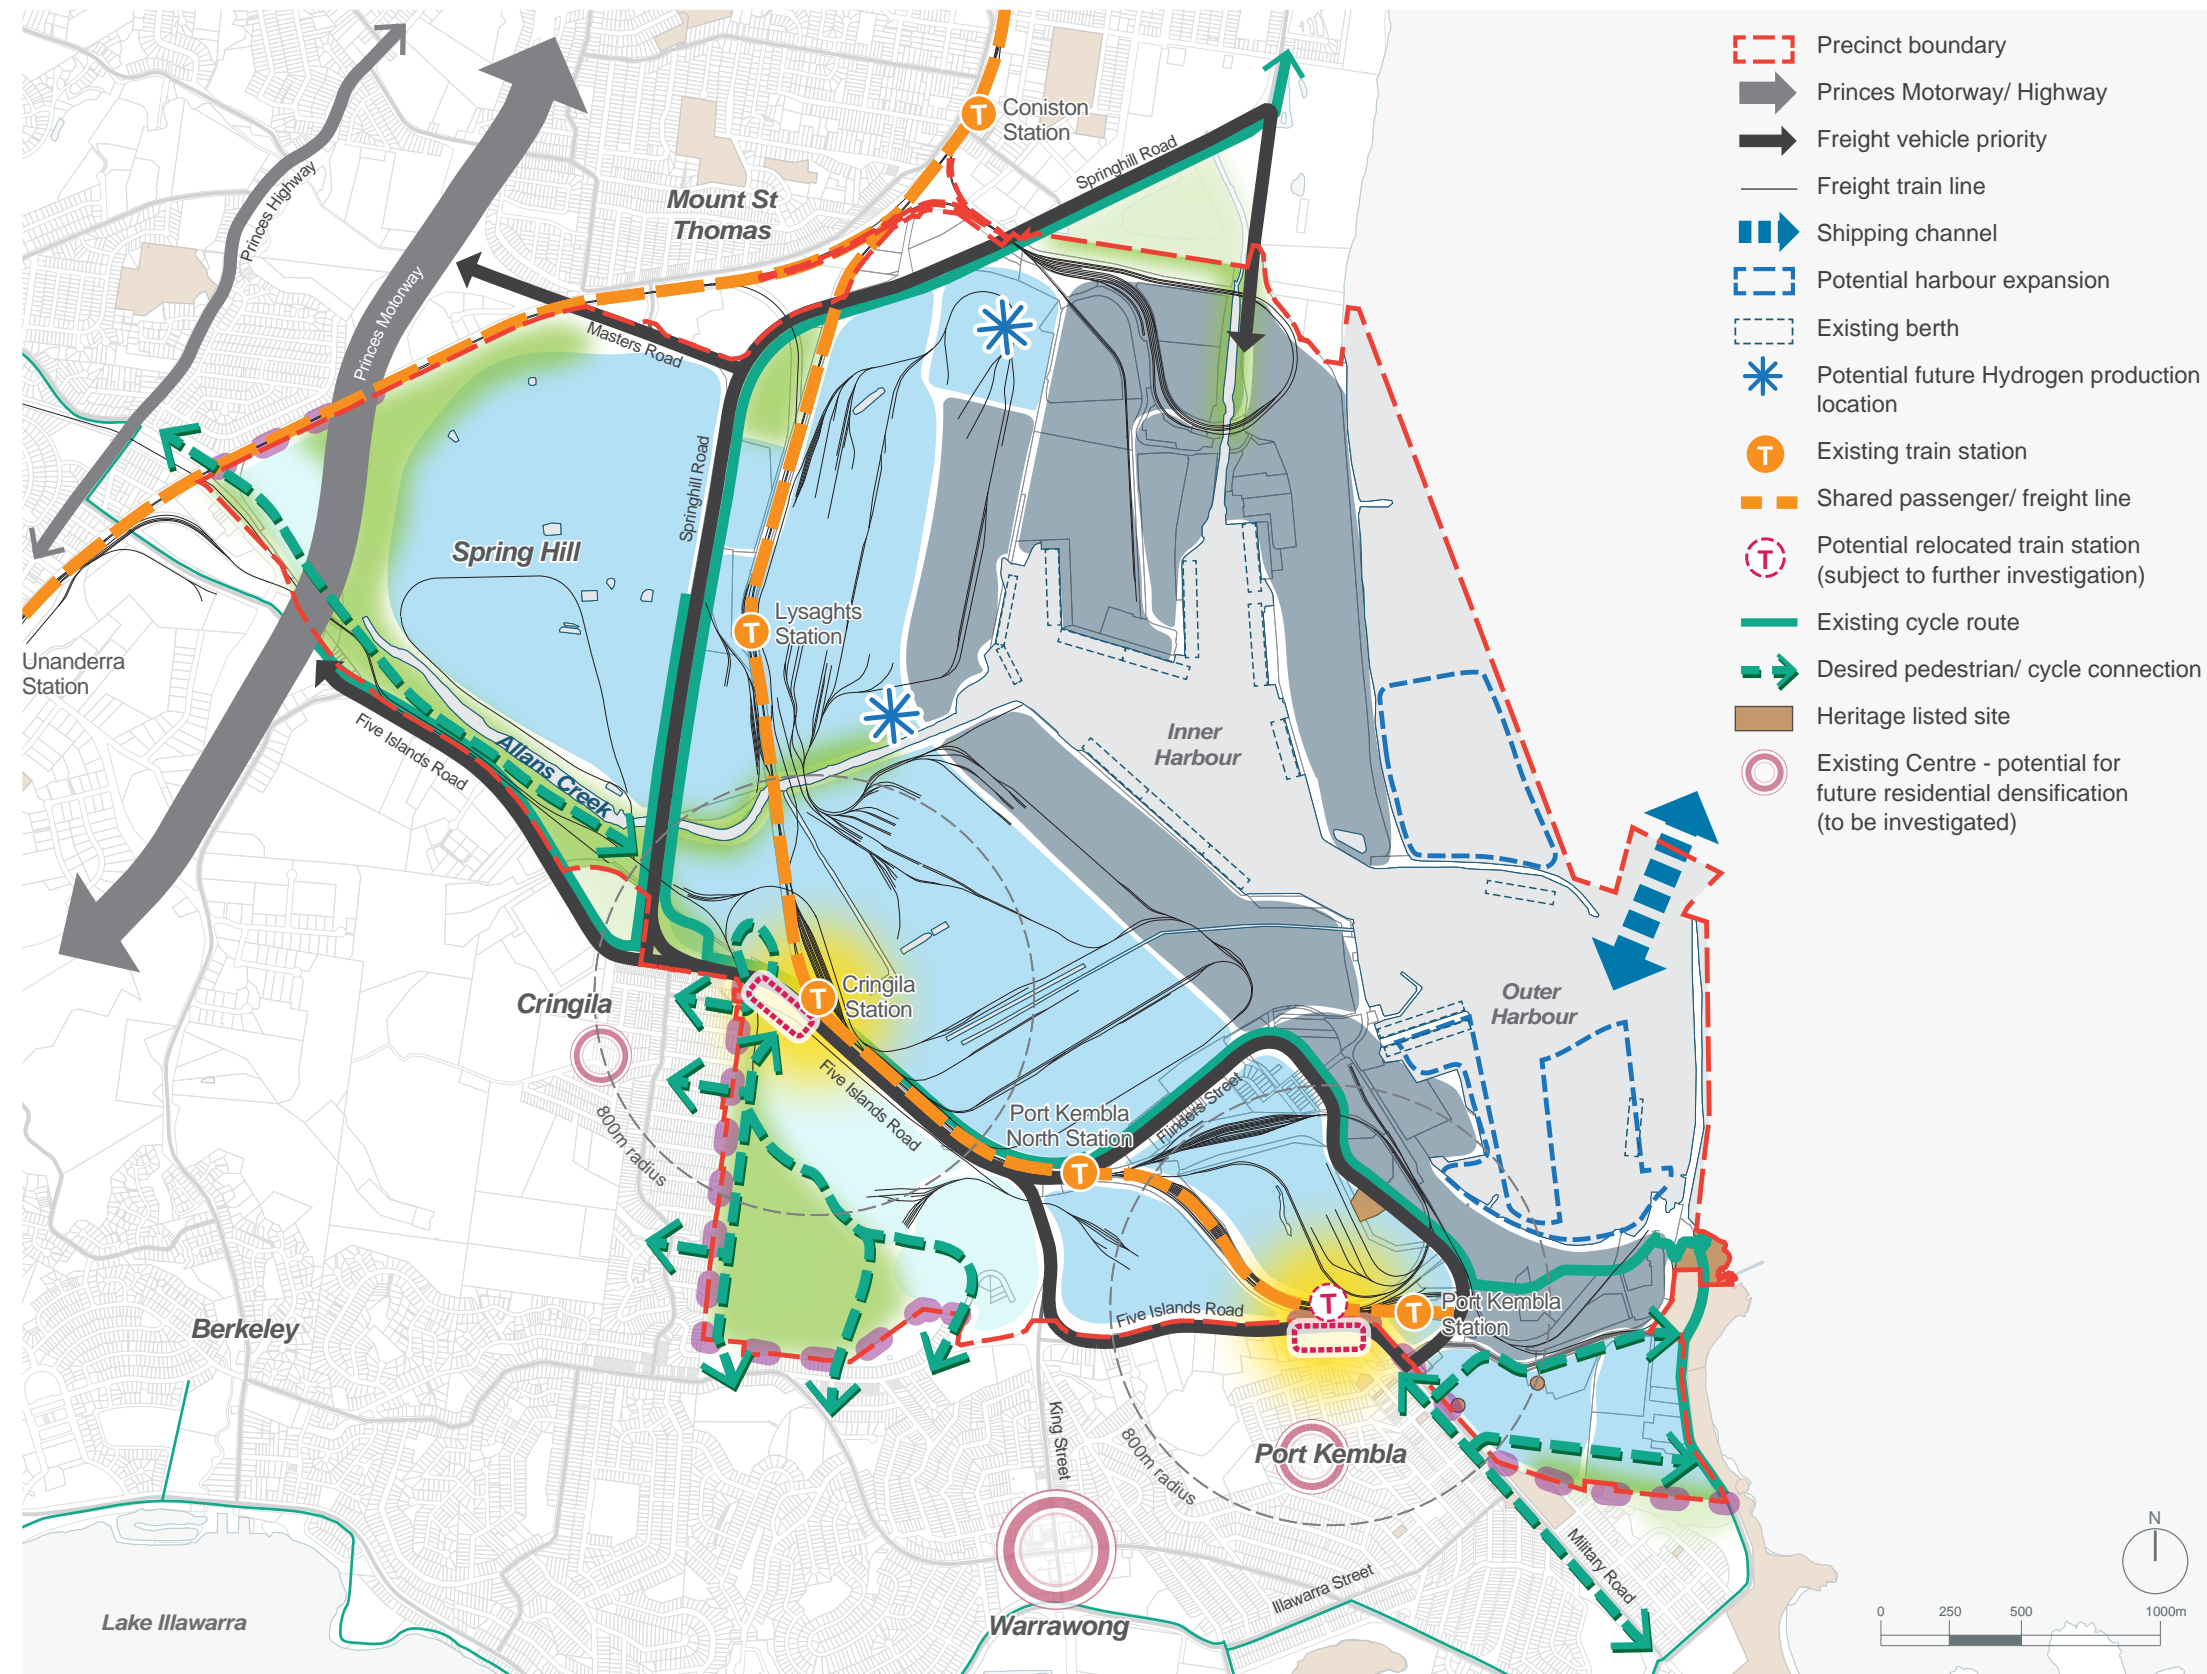 Precinct boundary
Princes Motorway/ Highway
Freight vehicle priority
Freight train line
Shipping channel
Potential harbour expansion
Existing berth
Potential future Hydrogen production
location
T
Existing train station
Shared passenger/ freight line
T
Potential relocated train station
(subject to further investigation)
Existing cycle route
Desired pedestrian/ cycle connection
Heritage listed site
Existing Centre - potential for
future residential densification
(to be investigated)
T
Coniston
Station
Springhill Road
Mount St
Thomas
Princes Highway
Princes Motorway
Masters Road
Springhill Road
Spring Hill
T
Lysaghts
Station
Unanderra
Station
Five Islands Road
Allans Creek
Inner
Harbour
Outer
Harbour
Cringila
T
Cringila
Station
Five Islands Road
800m radius
Port Kembla
North Station
T
Flinders Street
Berkeley
Five Islands Road
T
T
Port Kembla
Station
King Street
800m radius
Port Kembla
Military Road
Illawarra Street
Warrawong
Lake Illawarra
N
0 250 500 1000m